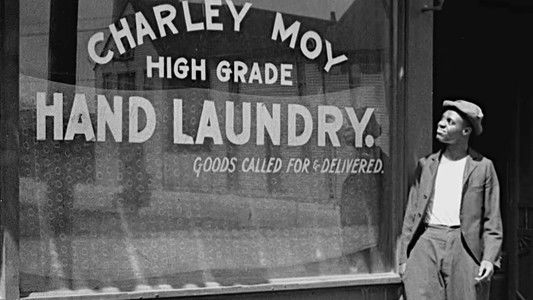 CHARLEY MOY
HIGH GRADE
HAND LAUNDRY.
GOODS CALLED FOR & DELIVERED.